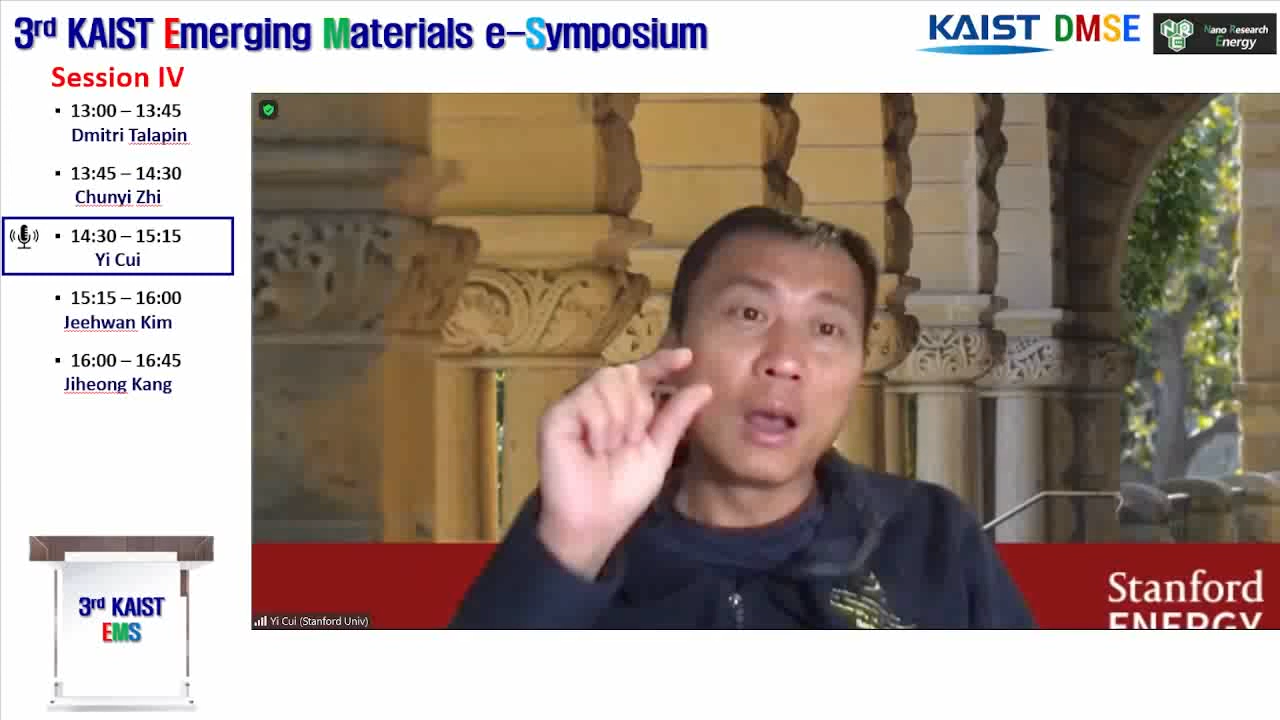 3rd KAIST Emerging Materials e-Symposium
KAIST DMSE
NRE
Nano Research
Energy
Session IV
▪ 13:00 – 13:45
Dmitri Talapin
▪ 13:45 – 14:30
Chunyi Zhi
▪ 14:30 – 15:15
Yi Cui
▪ 15:15 – 16:00
Jeehwan Kim
▪ 16:00 – 16:45
Jiheong Kang
3rd KAIST
EMS
Stanford
ENERGY
Yi Cui (Stanford Univ)